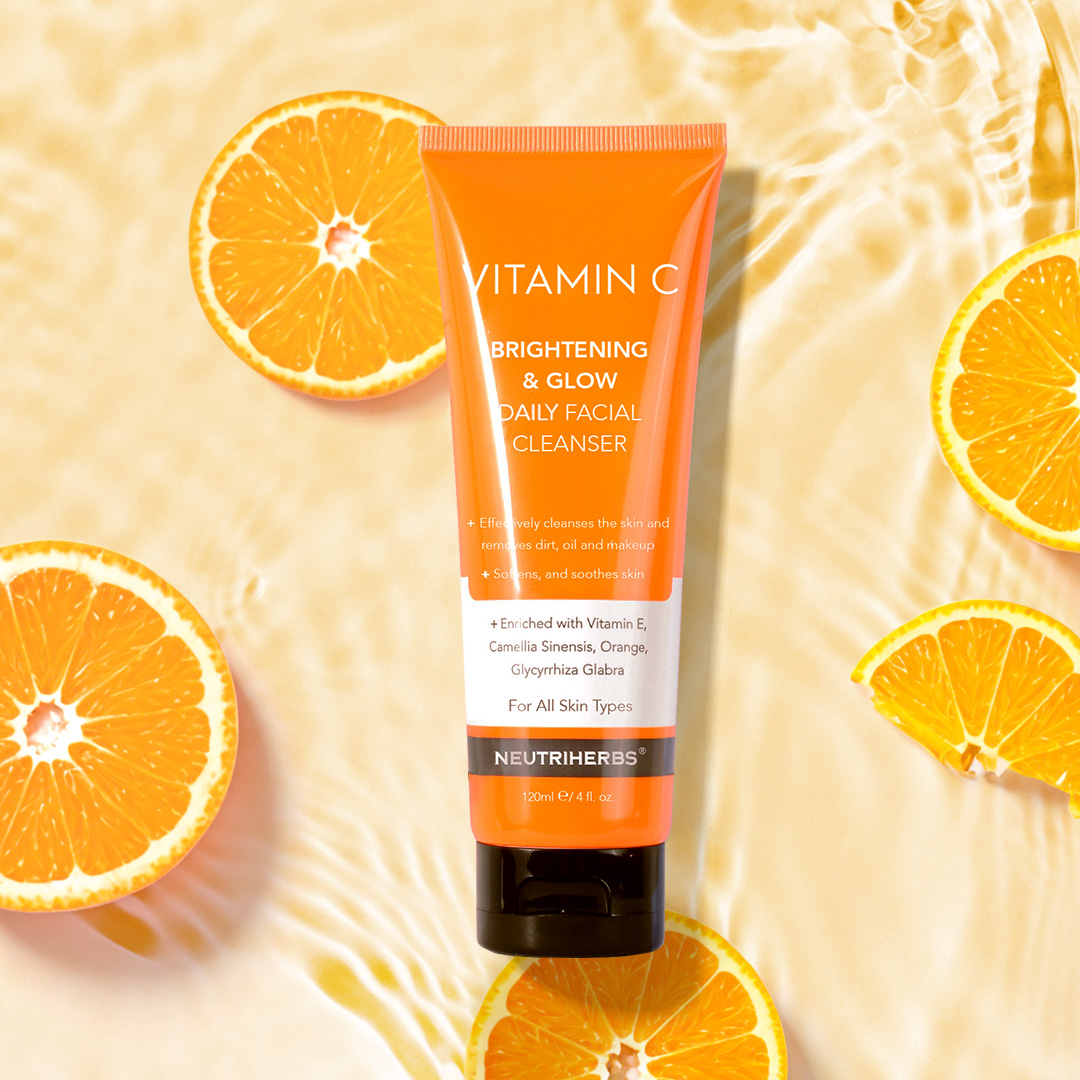 VITAMIN C
BRIGHTENING
& GLOW
DAILY FACIAL
CLEANSER
+ Effectively cleanses the skin and
removes dirt, oil and makeup
+ Softens, and soothes skin
+ Enriched with Vitamin E,
Camellia Sinensis, Orange,
Glycyrrhiza Glabra
For All Skin Types
NEUTRIHERBS®
120ml ℮/ 4 fl. oz.